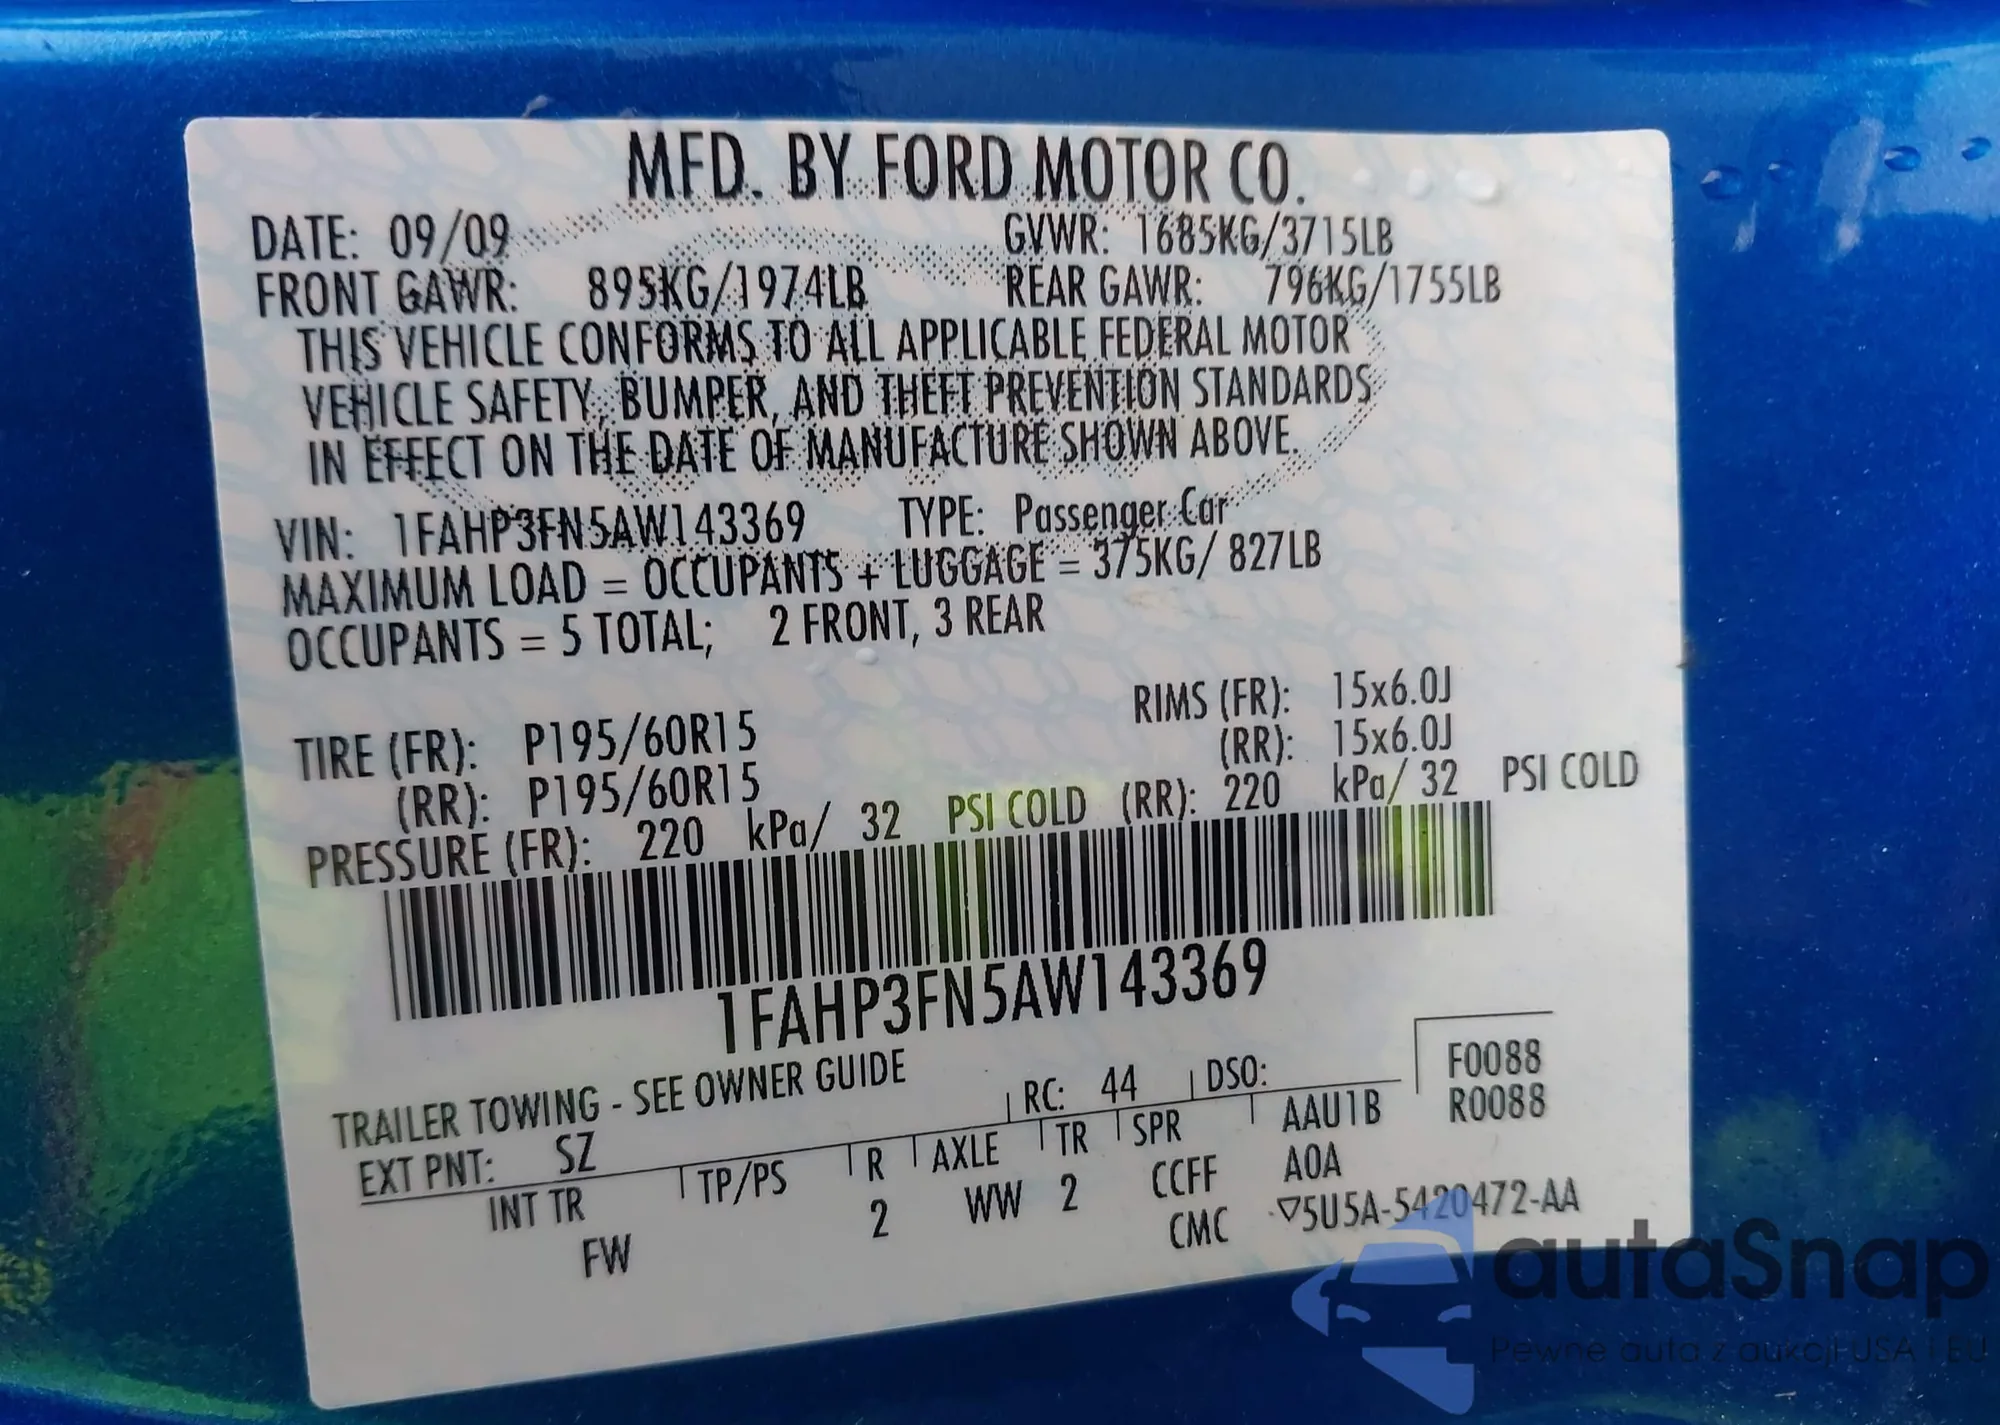 MFD. BY FORD MOTOR CO.
DATE: 09/09 GVWR: 1685KG/3715LB
FRONT GAWR: 895KG/1974LB REAR GAWR: 796KG/1755LB
THIS VEHICLE CONFORMS TO ALL APPLICABLE FEDERAL MOTOR
VEHICLE SAFETY, BUMPER, AND THEFT PREVENTION STANDARDS
IN EFFECT ON THE DATE OF MANUFACTURE SHOWN ABOVE.
VIN: 1FAHP3FN5AW143369 TYPE: Passenger Car
MAXIMUM LOAD = OCCUPANTS + LUGGAGE = 375KG/ 827LB
OCCUPANTS = 5 TOTAL; 2 FRONT, 3 REAR
TIRE (FR): P195/60R15 RIMS (FR): 15x6.0J
(RR): P195/60R15 (RR): 15x6.0J
PRESSURE (FR): 220 kPa/ 32 PSI COLD (RR): 220 kPa/ 32 PSI COLD
1FAHP3FN5AW143369
TRAILER TOWING - SEE OWNER GUIDE RC: 44 DSO: F0088
EXT PNT: SZ R0088
INT TR TP/PS R AXLE TR SPR AAU1B
FW 2 WW 2 CCFF A0A
CMC ▽5U5A-5420472-AA
autaSnap
Pewne auta z aukcji USA i EU